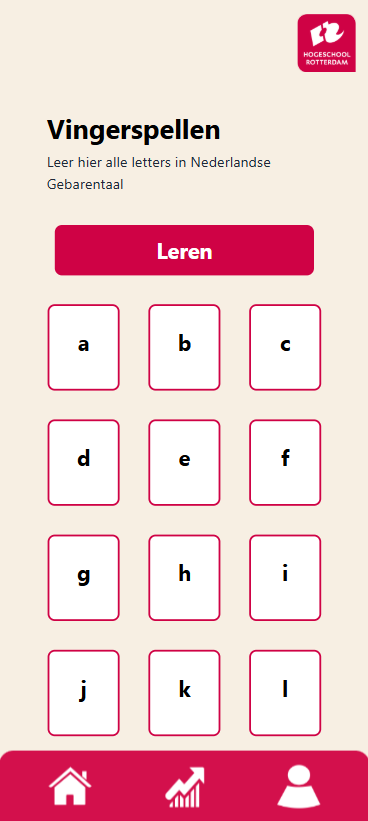 HOGESCHOOL
ROTTERDAM
Vingerspellen
Leer hier alle letters in Nederlandse
Gebarentaal
Leren
a b c
d e f
g h i
j k l